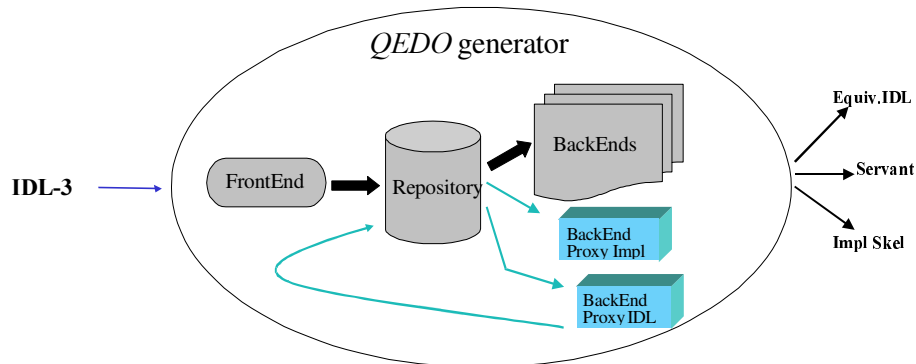 QEDO generator
Equiv.IDL
BackEnds
Servant
FrontEnd
Repository
IDL-3
BackEnd
Proxy Impl
Impl Skel
BackEnd
Proxy IDL